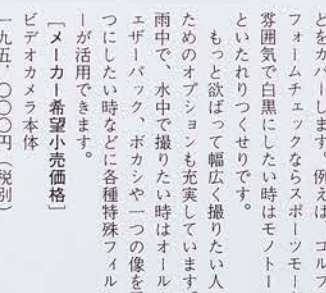 とをカバーします。例えば、ゴルフ
フォームチェックならスポーツモー
雰囲気で白黒にしたい時はモノトー
といたれりつくせりです。
もっと欲ばって幅広く撮りたい人
ためのオプションも充実しています。
雨中で、水中で撮りたい時はオール
ェザーパック、ボカシや一つの像を
つにしたい時などに各種特殊フィル
ーが活用できます。
[メーカー希望小売価格]
ビデオカメラ本体
一九五、〇〇〇円(税別)